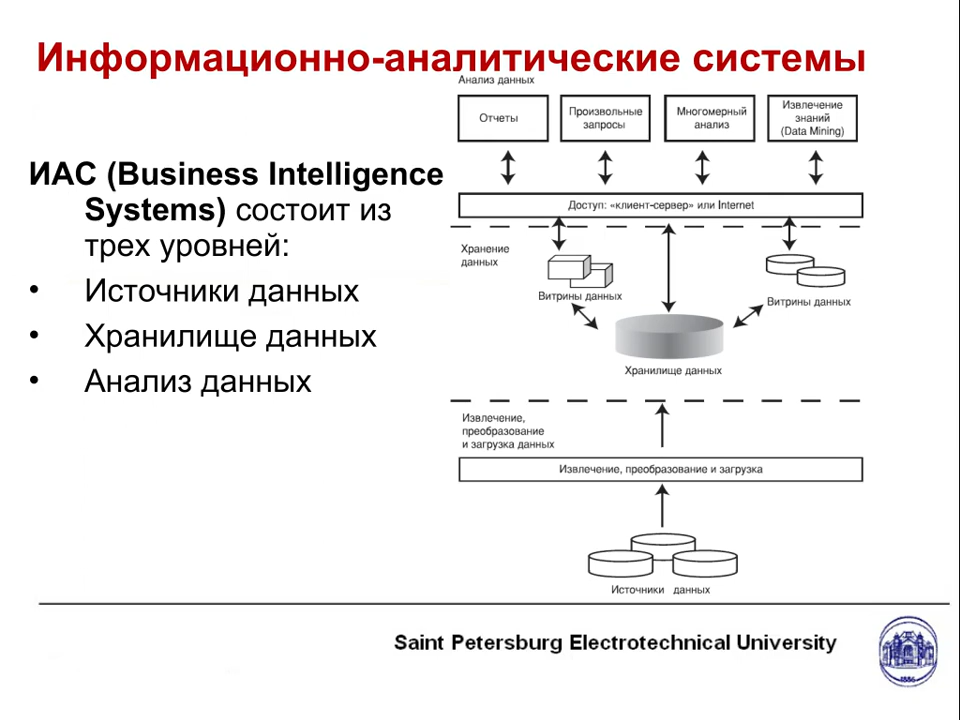 Информационно-аналитические системы
ИАС (Business Intelligence
Systems) состоит из
трех уровней:
• Источники данных
• Хранилище данных
• Анализ данных
Анализ данных
Отчеты
Произвольные
запросы
Многомерный
анализ
Извлечение
знаний
(Data Mining)
Доступ: «клиент-сервер» или Internet
Хранение
данных
Витрины данных
Витрины данных
Хранилище данных
Извлечение,
преобразование
и загрузка данных
Извлечение, преобразование и загрузка
Источники данных
Saint Petersburg Electrotechnical University
1886